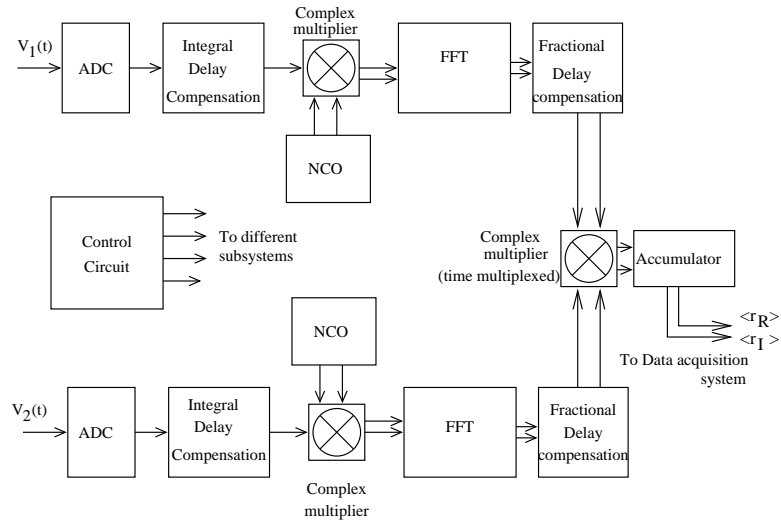 Complex
multiplier
V1(t)
ADC
Integral
Delay
Compensation
FFT
Fractional
Delay
compensation
NCO
Control
Circuit
To different
subsystems
Complex
multiplier
(time multiplexed)
Accumulator
<rR>
<rI >
To Data acquisition
system
NCO
V2(t)
ADC
Integral
Delay
Compensation
FFT
Fractional
Delay
compensation
Complex
multiplier